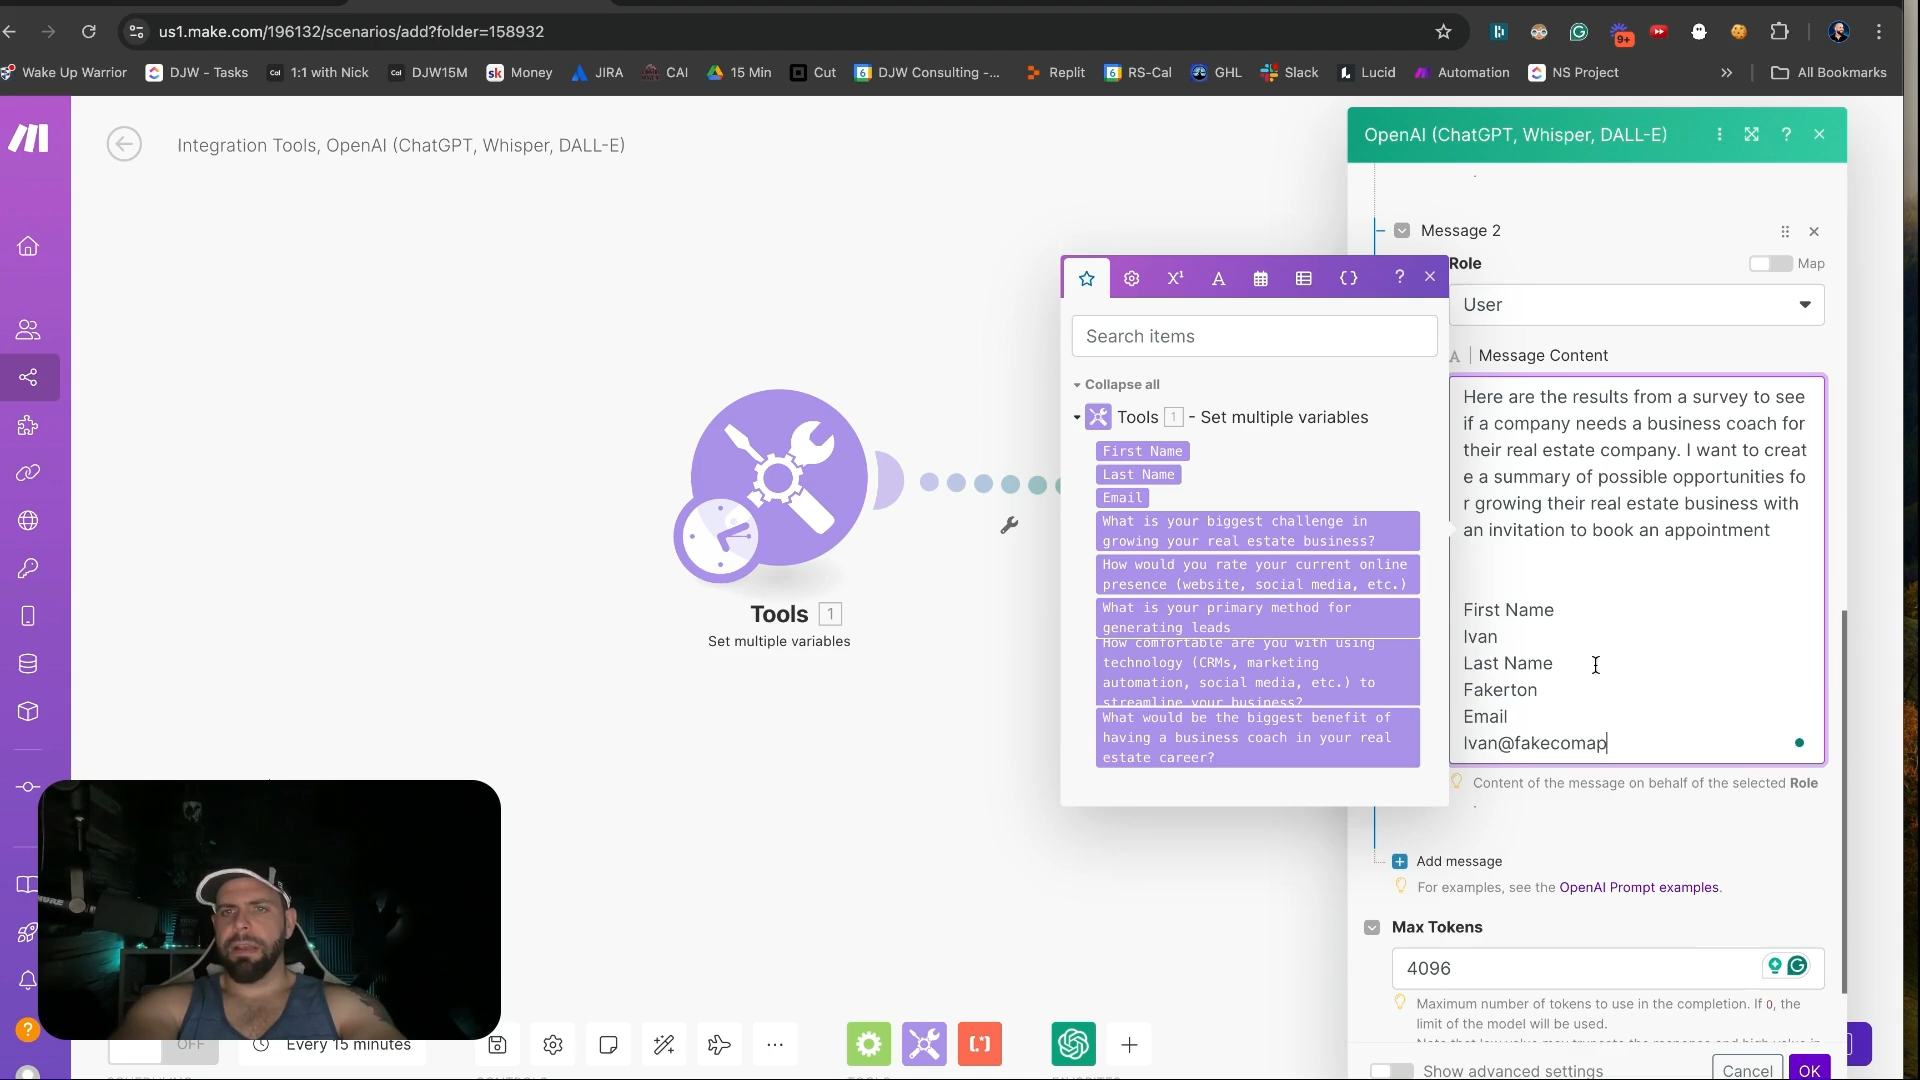 us1.make.com/196132/scenarios/add?folder=158932
9+
Wake Up Warrior
DJW - Tasks
Cal
1:1 with Nick
Cal
DJW15M
sk
Money
JIRA
CAI
15 Min
Cut
6
DJW Consulting -...
Replit
6
RS-Cal
GHL
Slack
Lucid
Automation
NS Project
»
All Bookmarks
Integration Tools, OpenAI (ChatGPT, Whisper, DALL-E)
OpenAI (ChatGPT, Whisper, DALL-E)
?
Message 2
Role
Map
User
A | Message Content
Here are the results from a survey to see
if a company needs a business coach for
their real estate company. I want to creat
e a summary of possible opportunities fo
r growing their real estate business with
an invitation to book an appointment
First Name
Ivan
Last Name
Fakerton
Email
Ivan@fakecomap
Content of the message on behalf of the selected Role
Add message
For examples, see the OpenAI Prompt examples.
Max Tokens
4096
Maximum number of tokens to use in the completion. If 0, the
limit of the model will be used.
Show advanced settings
Cancel
OK
X¹
A
{}
?
Search items
Collapse all
Tools 1 - Set multiple variables
First Name
Last Name
Email
What is your biggest challenge in
growing your real estate business?
How would you rate your current online
presence (website, social media, etc.)
What is your primary method for
generating leads
How comfortable are you with using
technology (CRMs, marketing
automation, social media, etc.) to
streamline your business?
What would be the biggest benefit of
having a business coach in your real
estate career?
Tools 1
Set multiple variables
OFF
Every 15 minutes
...
[.*]
?